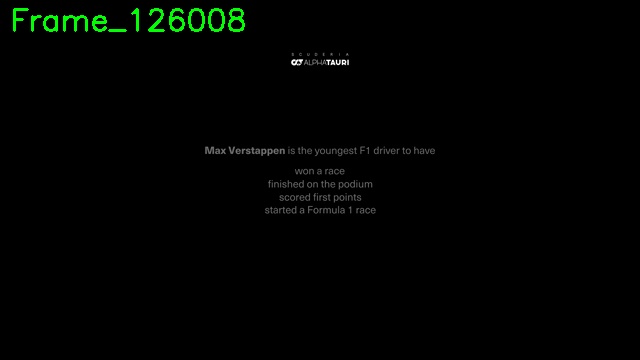 Frame_126008
SCUDERIA
ALPHATAURI
Max Verstappen is the youngest F1 driver to have
won a race
finished on the podium
scored first points
started a Formula 1 race